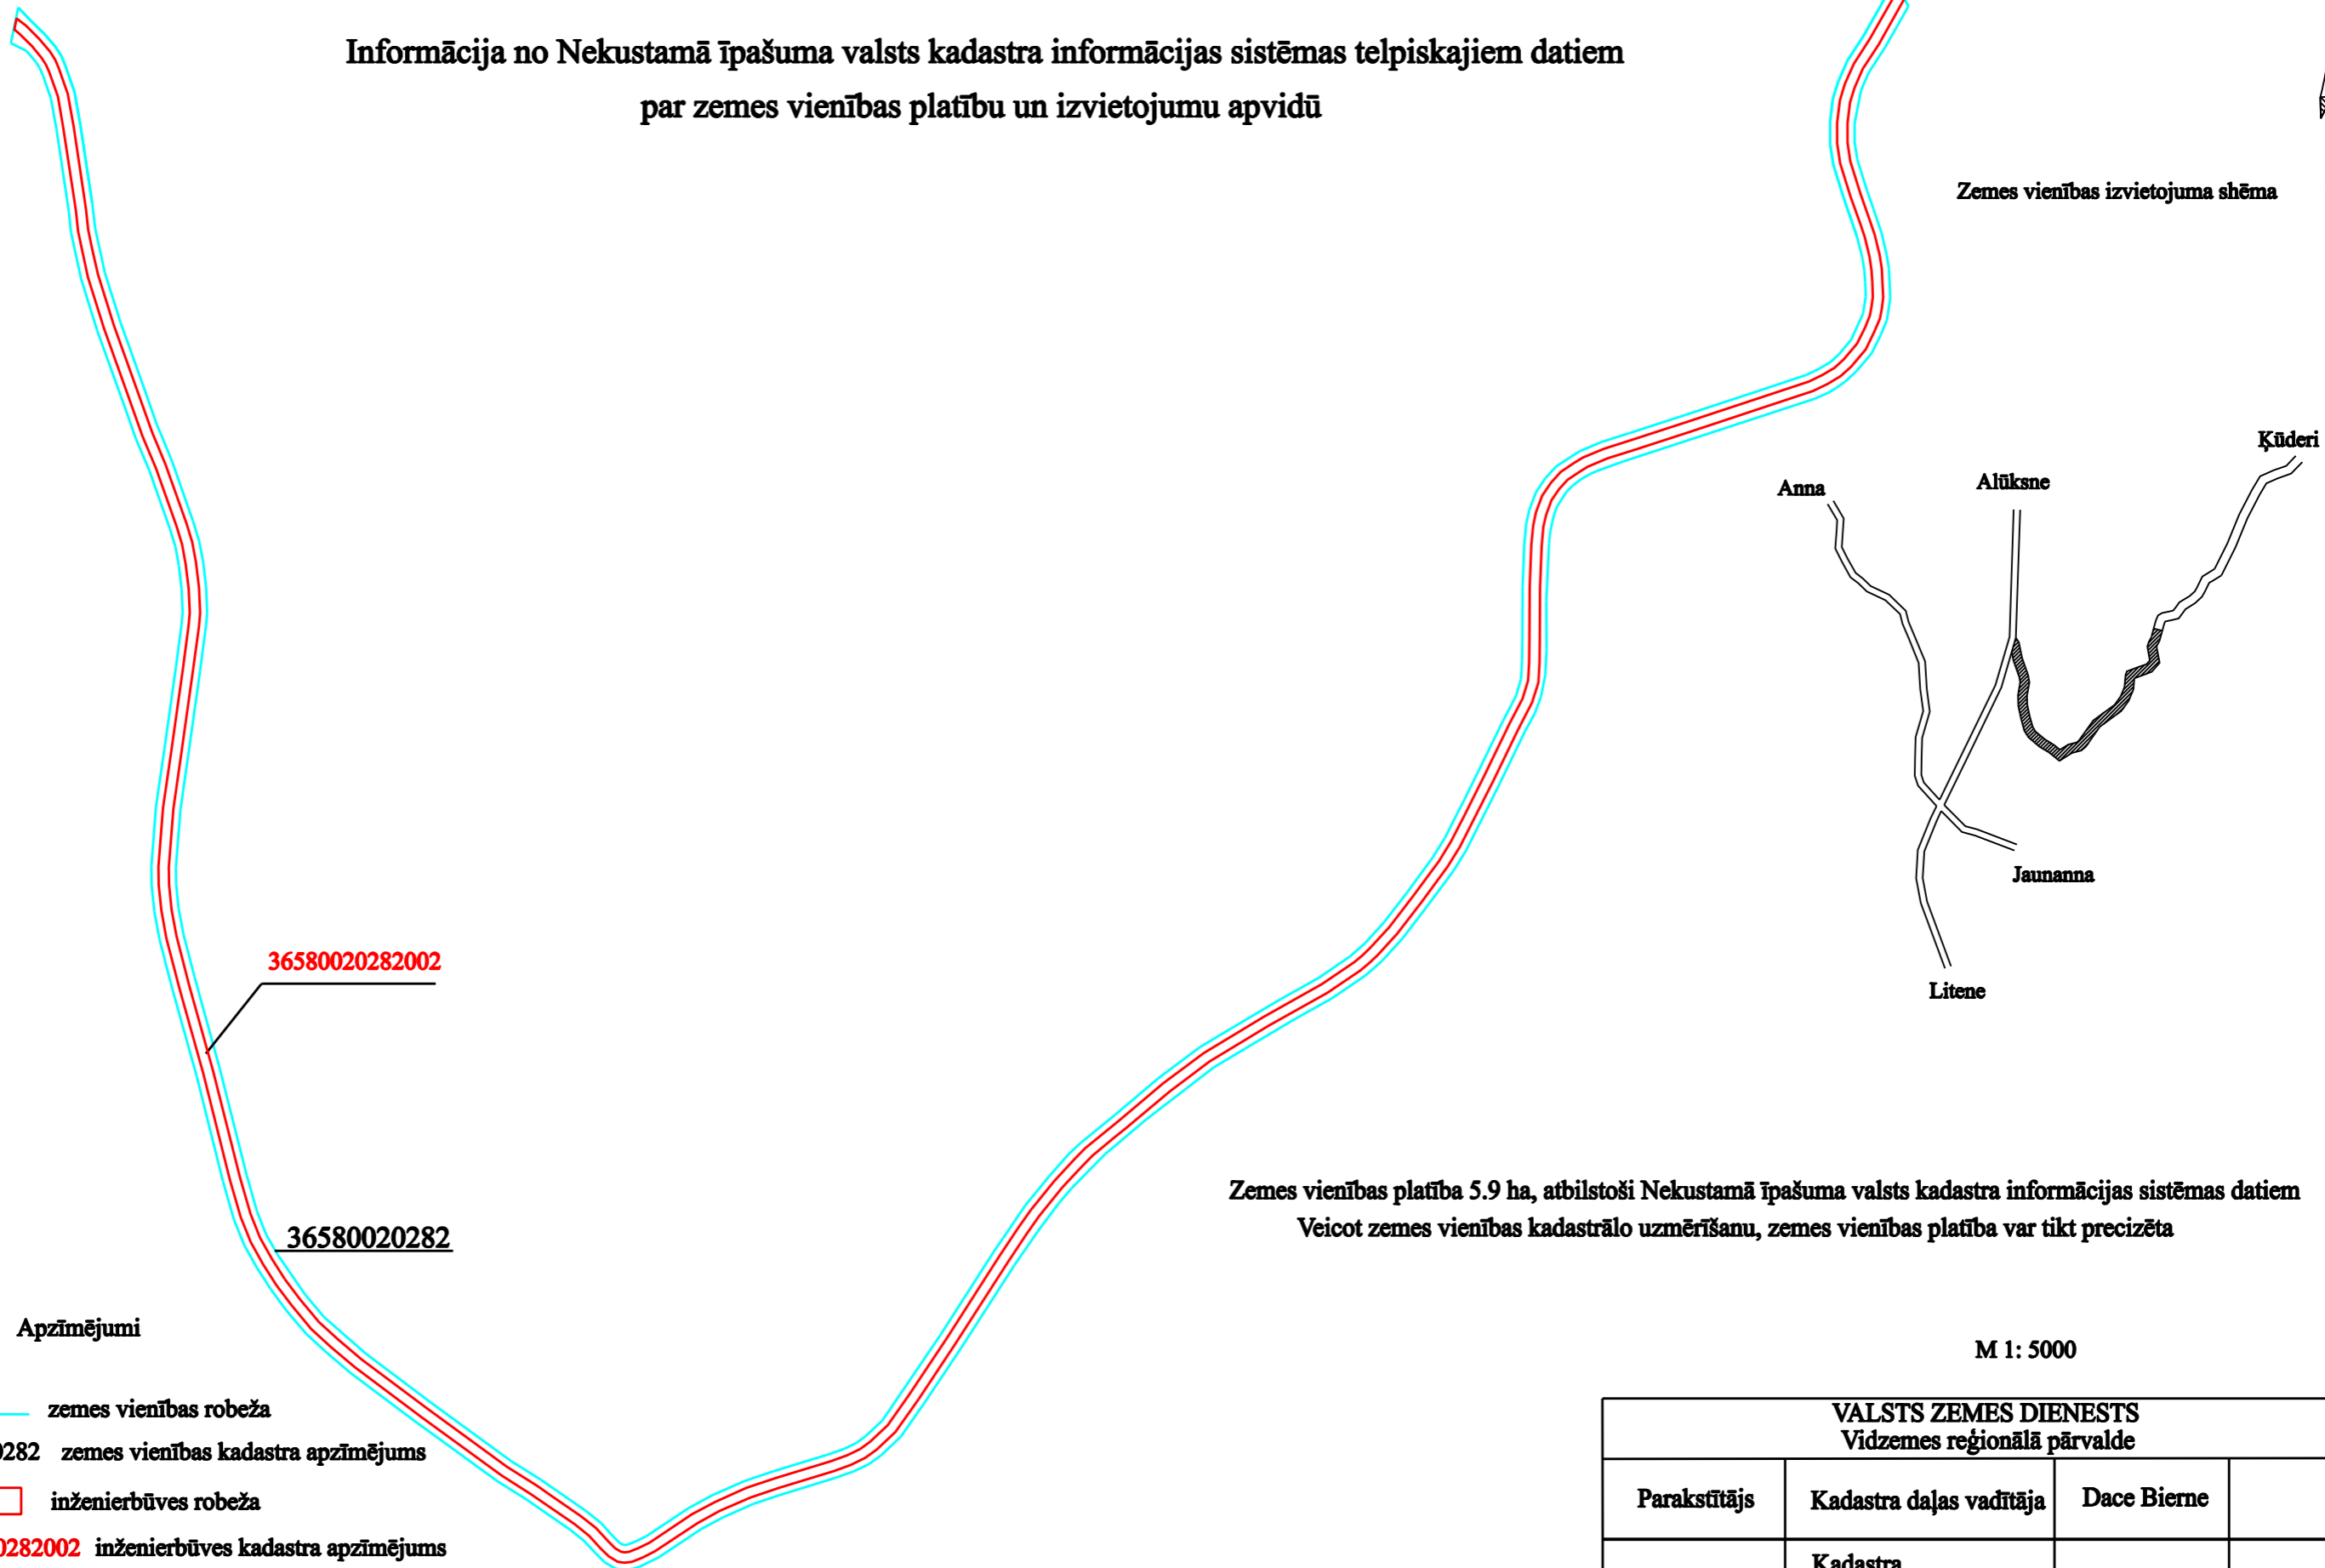 Informācija no Nekustamā īpašuma valsts kadastra informācijas sistēmas telpiskajiem datiem
par zemes vienības platību un izvietojumu apvidū
Zemes vienības izvietojuma shēma
Ķūderi
Anna
Alūksne
Jaunanna
Litene
36580020282002
36580020282
Zemes vienības platība 5.9 ha, atbilstoši Nekustamā īpašuma valsts kadastra informācijas sistēmas datiem
Veicot zemes vienības kadastrālo uzmērīšanu, zemes vienības platība var tikt precizēta
Apzīmējumi
zemes vienības robeža
0282 zemes vienības kadastra apzīmējums
inženierbūves robeža
0282002 inženierbūves kadastra apzīmējums
M 1: 5000
VALSTS ZEMES DIENESTS
Vidzemes reģionālā pārvalde
Parakstītājs Kadastra daļas vadītāja Dace Bierne
Kadastra